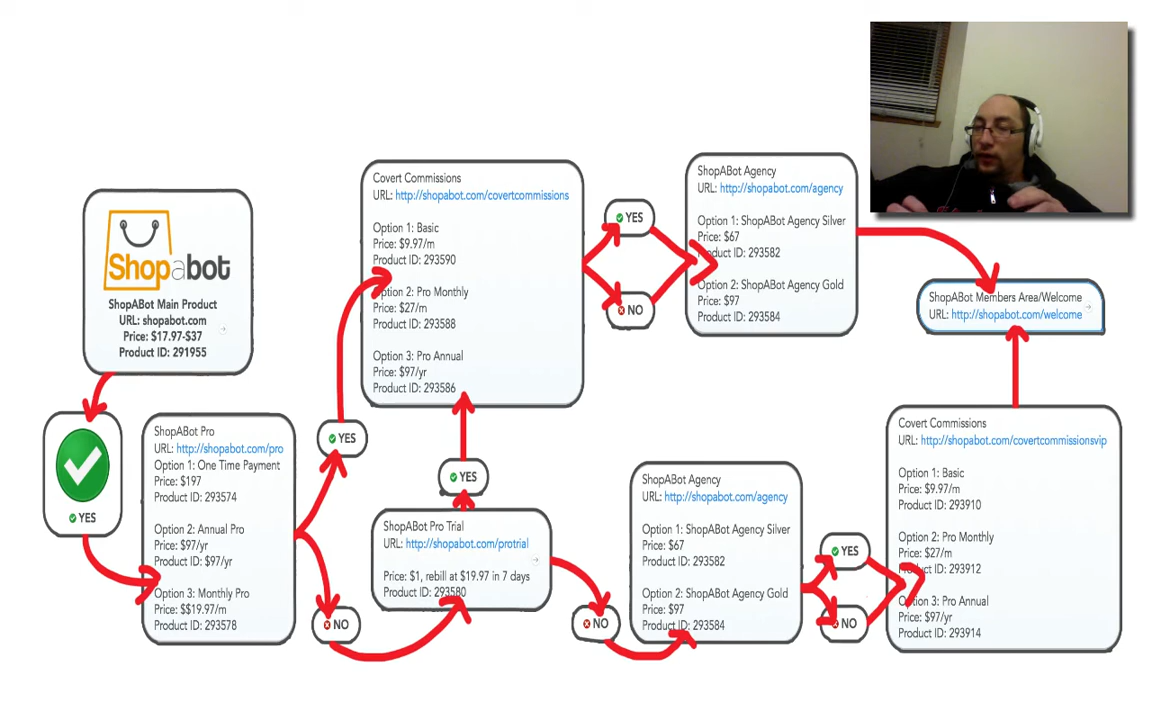 Shopabot
ShopABot Main Product
URL: shopabot.com
Price: $17.97-$37
Product ID: 291955
YES
ShopABot Pro
URL: http://shopabot.com/pro
Option 1: One Time Payment
Price: $197
Product ID: 293574
Option 2: Annual Pro
Price: $97/yr
Product ID: $97/yr
Option 3: Monthly Pro
Price: $$19.97/m
Product ID: 293578
YES
NO
Covert Commissions
URL: http://shopabot.com/covertcommissions
Option 1: Basic
Price: $9.97/m
Product ID: 293590
Option 2: Pro Monthly
Price: $27/m
Product ID: 293588
Option 3: Pro Annual
Price: $97/yr
Product ID: 293586
YES
ShopABot Pro Trial
URL: http://shopabot.com/protrial
Price: $1, rebill at $19.97 in 7 days
Product ID: 293580
YES
NO
ShopABot Agency
URL: http://shopabot.com/agency
Option 1: ShopABot Agency Silver
Price: $67
Product ID: 293582
Option 2: ShopABot Agency Gold
Price: $97
Product ID: 293584
NO
ShopABot Agency
URL: http://shopabot.com/agency
Option 1: ShopABot Agency Silver
Price: $67
Product ID: 293582
Option 2: ShopABot Agency Gold
Price: $97
Product ID: 293584
YES
NO
ShopABot Members Area/Welcome
URL: http://shopabot.com/welcome
Covert Commissions
URL: http://shopabot.com/covertcommissionsvip
Option 1: Basic
Price: $9.97/m
Product ID: 293910
Option 2: Pro Monthly
Price: $27/m
Product ID: 293912
Option 3: Pro Annual
Price: $97/yr
Product ID: 293914